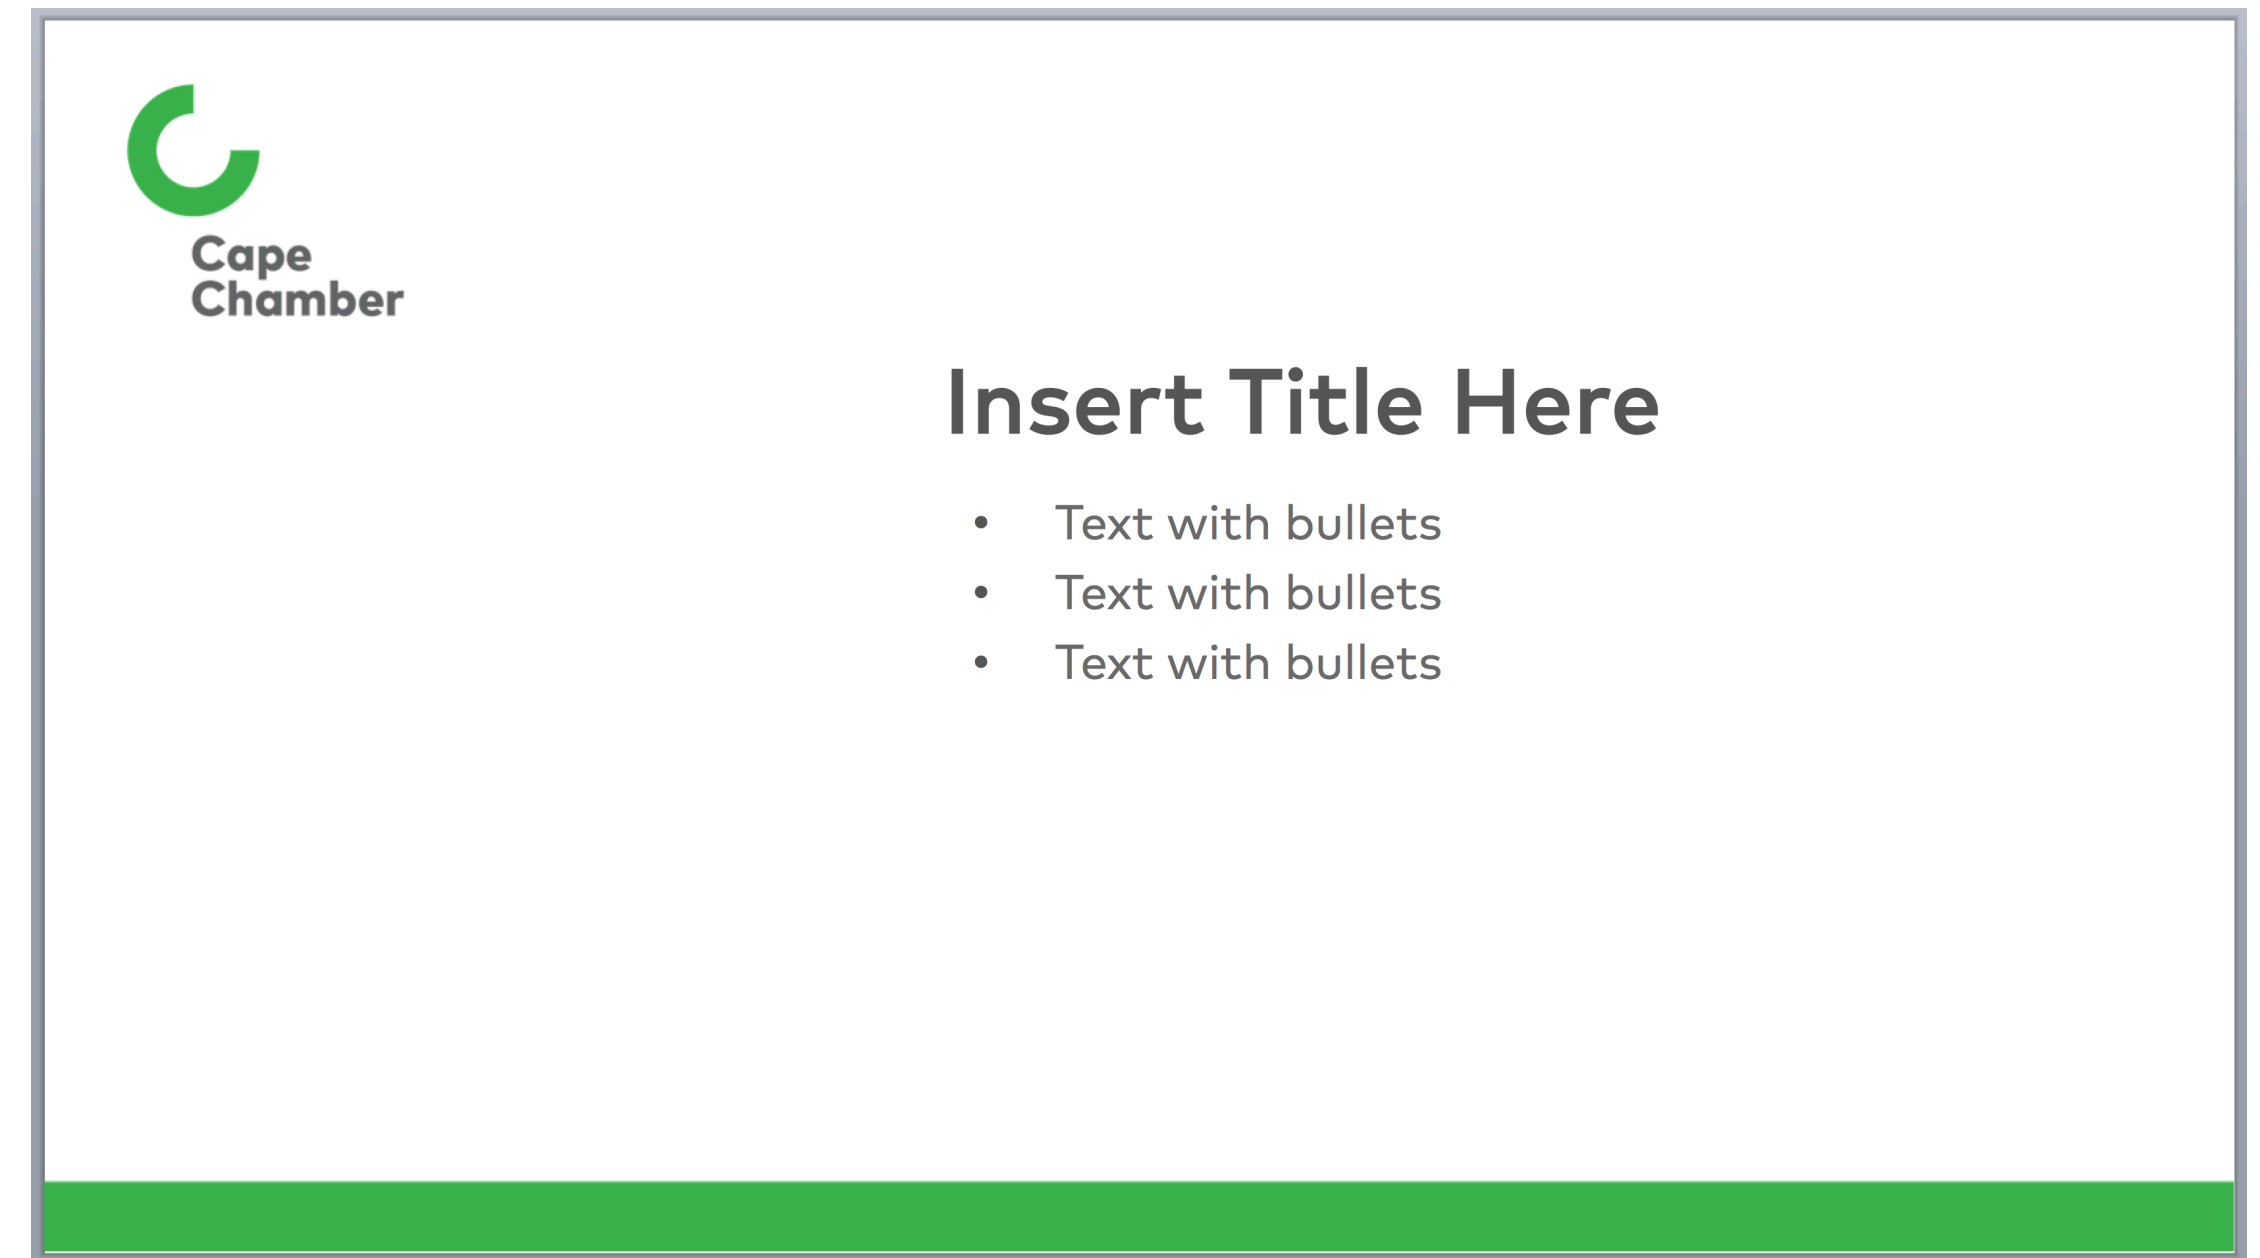 Cape
Chamber
Insert Title Here
• Text with bullets
• Text with bullets
• Text with bullets